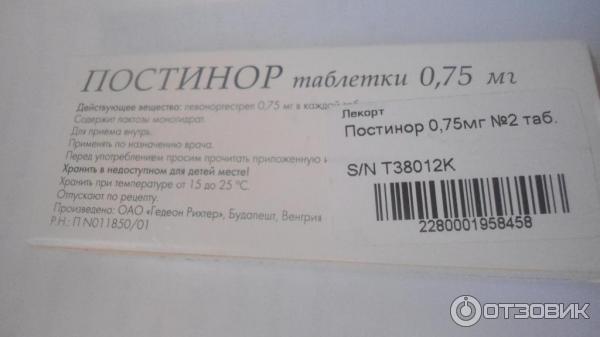 ПОСТИНОР таблетки 0,75 мг
Действующее вещество: левоноргестрел 0,75 мг в каждой
Содержит лактозы моногидрат.
Для приема внутрь.
Применять по назначению врача.
Перед употреблением просим прочитать приложенную
Хранить в недоступном для детей месте!
Хранить при температуре от 15 до 25 °С.
Отпускают по рецепту.
Произведено: ОАО «Гедеон Рихтер», Будапешт, Венгрия
Р.Н.: П N011850/01
Лекорт
Постинор 0,75мг №2 таб.
S/N T38012K
2280001958458
ОТЗОВИК